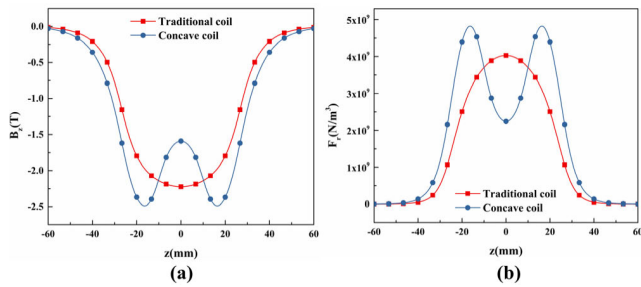 0.0
-0.5
-1.0
-1.5
-2.0
-2.5
B_z(T)
Traditional coil
Concave coil
-60 -40 -20 0 20 40 60
z(mm)
(a)
5x10⁹
4x10⁹
3x10⁹
2x10⁹
1x10⁹
0
F_r(N/m³)
Traditional coil
Concave coil
-60 -40 -20 0 20 40 60
z(mm)
(b)